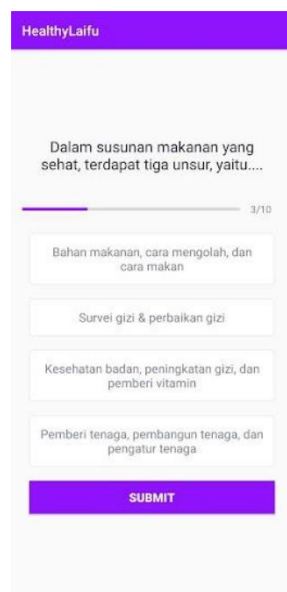 HealthyLaifu
Dalam susunan makanan yang
sehat, terdapat tiga unsur, yaitu....
3/10
Bahan makanan, cara mengolah, dan
cara makan
Survei gizi & perbaikan gizi
Kesehatan badan, peningkatan gizi, dan
pemberi vitamin
Pemberi tenaga, pembangun tenaga, dan
pengatur tenaga
SUBMIT